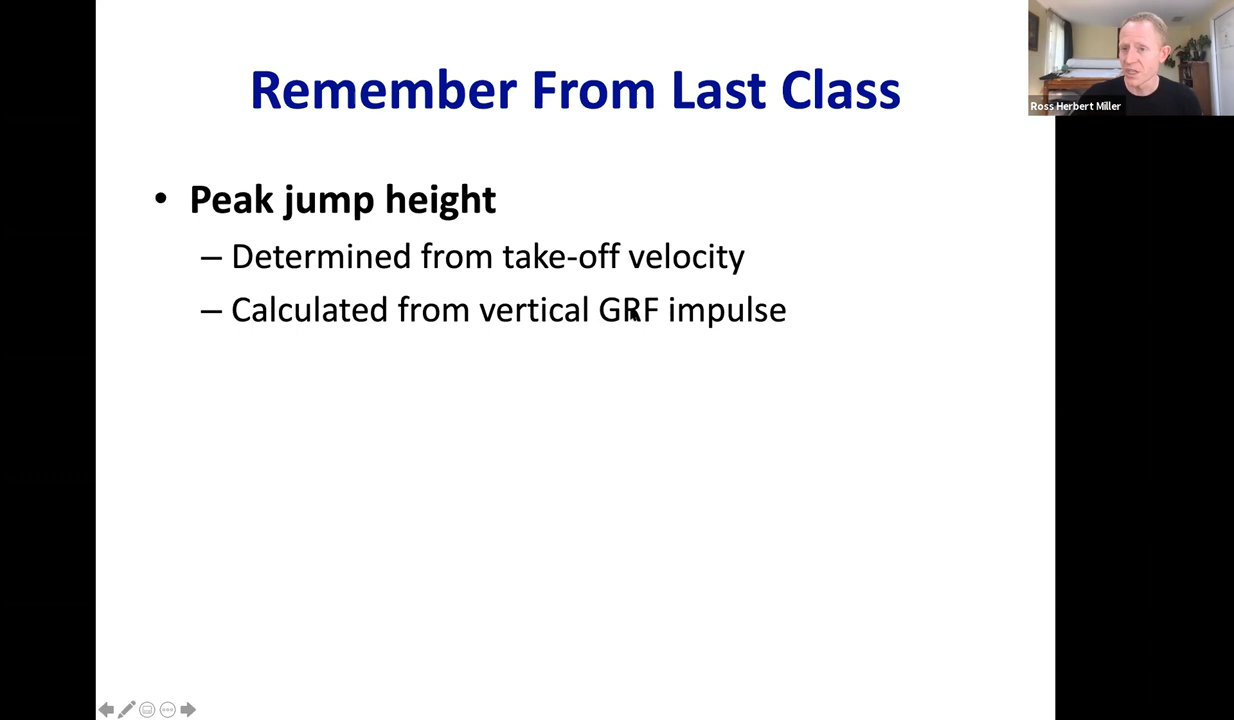 Remember From Last Class
Ross Herbert Miller
• Peak jump height
– Determined from take-off velocity
– Calculated from vertical GRF impulse